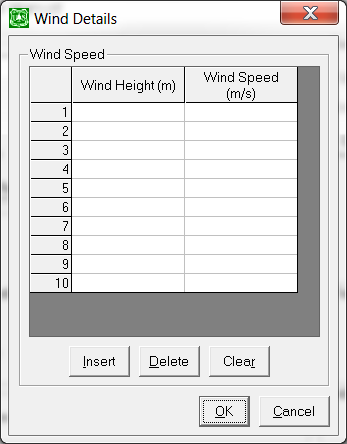 Wind Details
Wind Speed
Wind Height (m) Wind Speed
(m/s)
1
2
3
4
5
6
7
8
9
10
Insert Delete Clear
OK Cancel